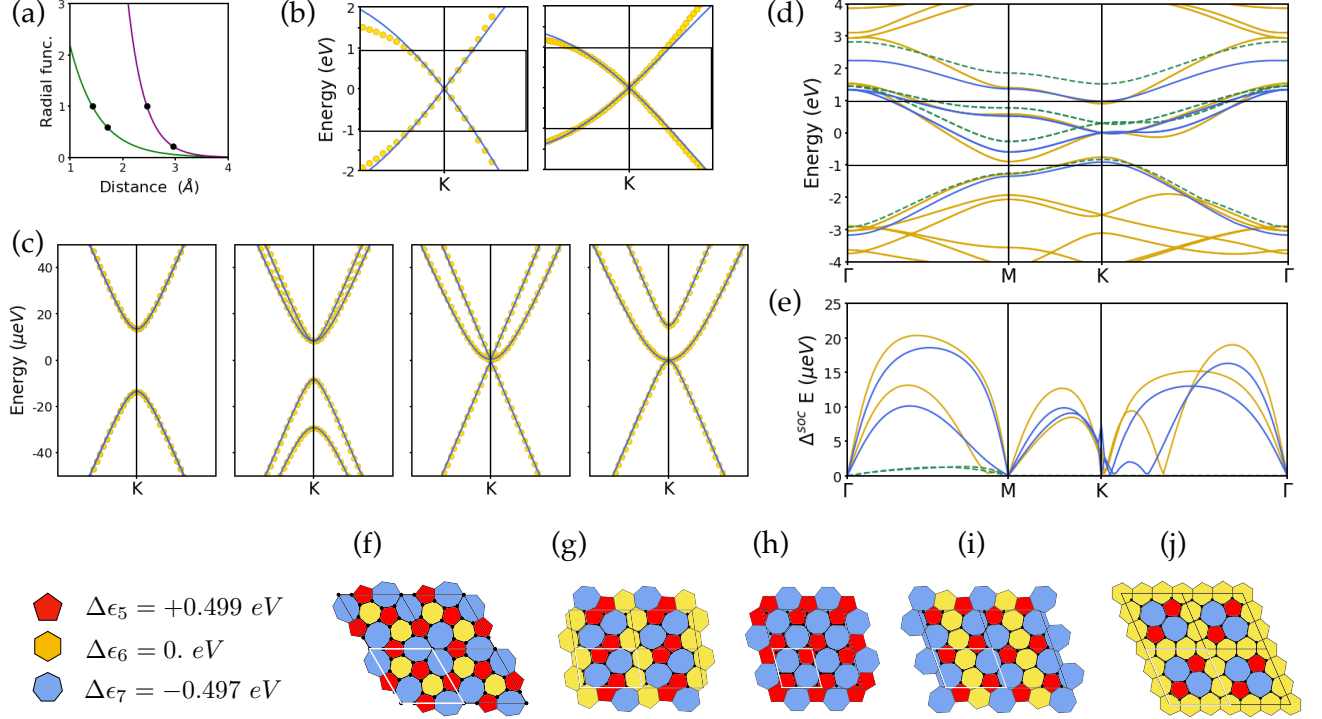 (a)
Radial func.
3
2
1
0
1 2 3 4
Distance (Å)
(b)
Energy (eV)
2
1
0
-1
-2
K
K
(c)
Energy (μeV)
40
20
0
-20
-40
K
K
K
K
(d)
Energy (eV)
4
3
2
1
0
-1
-2
-3
-4
Γ M K Γ
(e)
Δ^soc E (μeV)
25
20
15
10
5
0
Γ M K Γ
(f) (g) (h) (i) (j)
Δϵ₅ = +0.499 eV
Δϵ₆ = 0. eV
Δϵ₇ = −0.497 eV